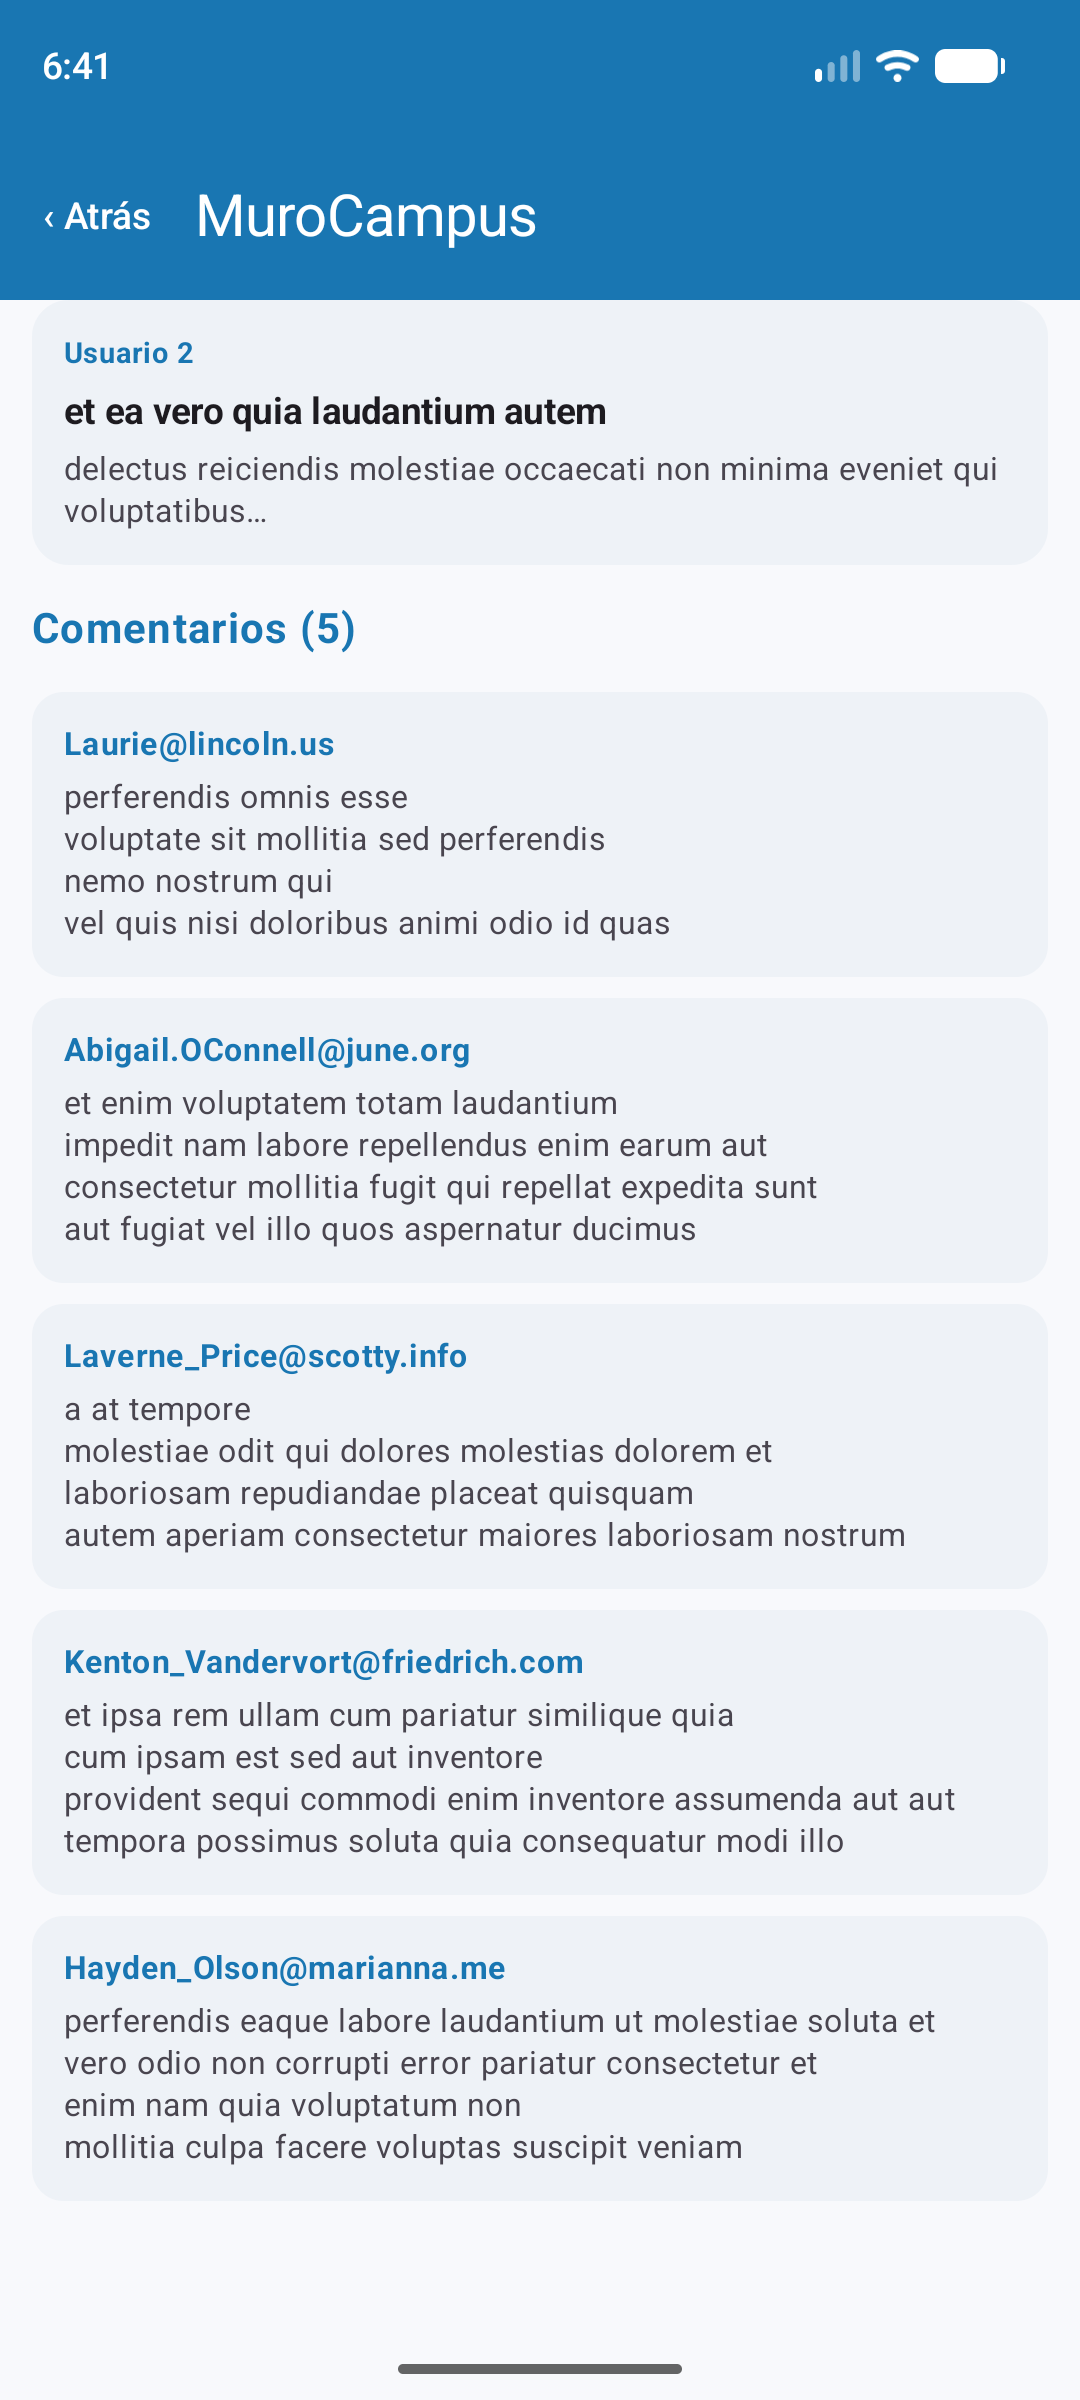 6:41
‹ Atrás MuroCampus
Usuario 2
et ea vero quia laudantium autem
delectus reiciendis molestiae occaecati non minima eveniet qui
voluptatibus…
Comentarios (5)
Laurie@lincoln.us
perferendis omnis esse
voluptate sit mollitia sed perferendis
nemo nostrum qui
vel quis nisi doloribus animi odio id quas
Abigail.OConnell@june.org
et enim voluptatem totam laudantium
impedit nam labore repellendus enim earum aut
consectetur mollitia fugit qui repellat expedita sunt
aut fugiat vel illo quos aspernatur ducimus
Laverne_Price@scotty.info
a at tempore
molestiae odit qui dolores molestias dolorem et
laboriosam repudiandae placeat quisquam
autem aperiam consectetur maiores laboriosam nostrum
Kenton_Vandervort@friedrich.com
et ipsa rem ullam cum pariatur similique quia
cum ipsam est sed aut inventore
provident sequi commodi enim inventore assumenda aut aut
tempora possimus soluta quia consequatur modi illo
Hayden_Olson@marianna.me
perferendis eaque labore laudantium ut molestiae soluta et
vero odio non corrupti error pariatur consectetur et
enim nam quia voluptatum non
mollitia culpa facere voluptas suscipit veniam